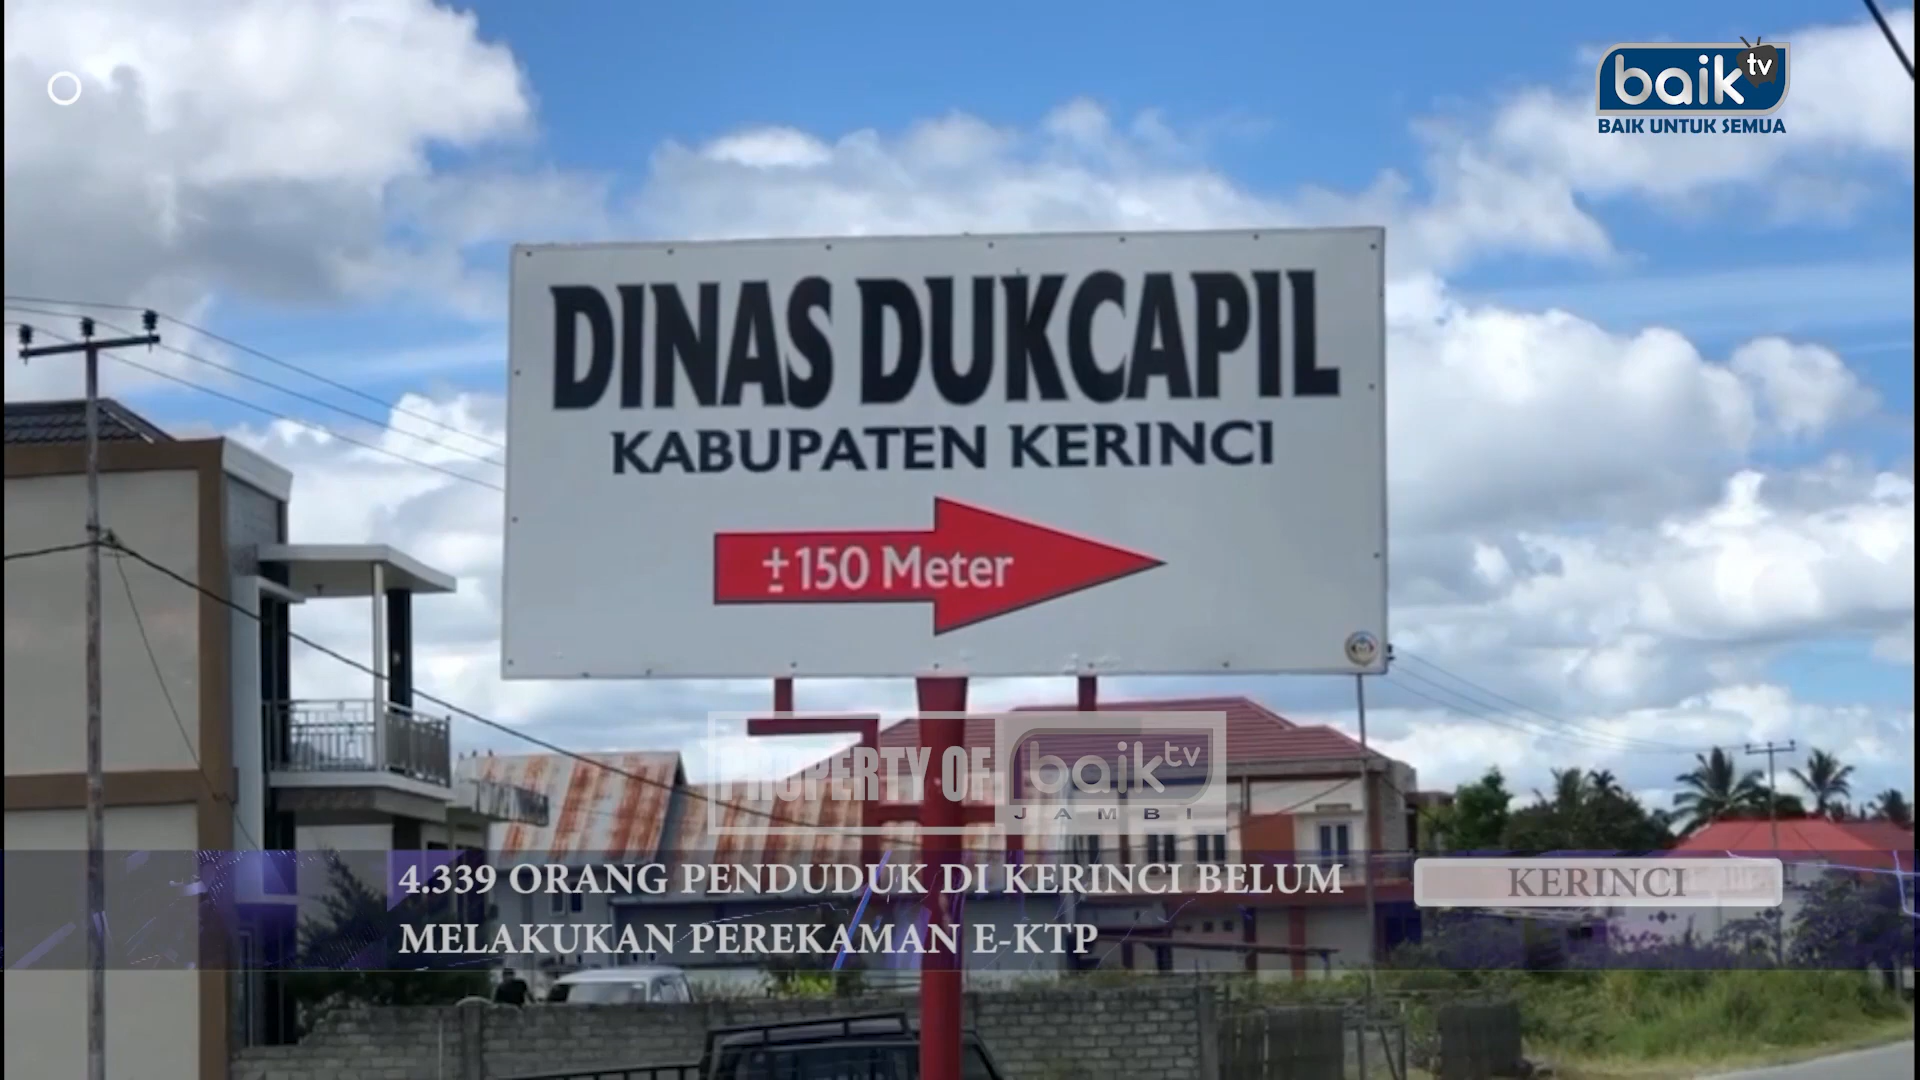 baik tv
BAIK UNTUK SEMUA
DINAS DUKCAPIL
KABUPATEN KERINCI
±150 Meter
PROPERTY OF baik tv
JAMBI
4.339 ORANG PENDUDUK DI KERINCI BELUM
MELAKUKAN PEREKAMAN E-KTP
KERINCI